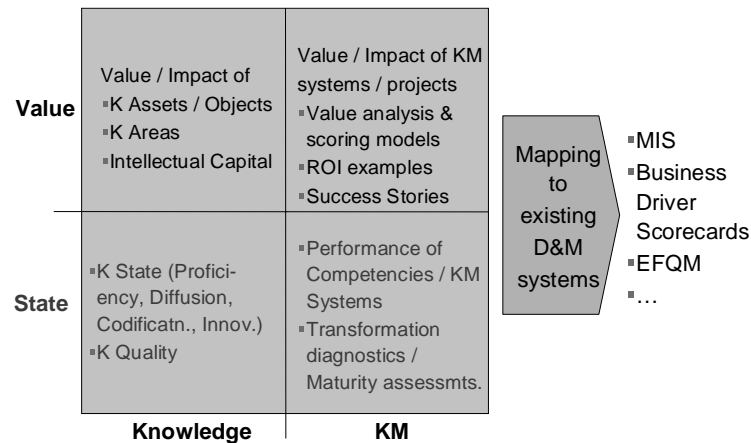 Value
Value / Impact of
▪K Assets / Objects
▪K Areas
▪Intellectual Capital
Value / Impact of KM
systems / projects
▪Value analysis &
scoring models
▪ROI examples
▪Success Stories
State
▪K State (Profici-
ency, Diffusion,
Codificatn., Innov.)
▪K Quality
▪Performance of
Competencies / KM
Systems
▪Transformation
diagnostics /
Maturity assessmts.
Knowledge
KM
Mapping
to
existing
D&M
systems
▪MIS
▪Business
Driver
Scorecards
▪EFQM
▪…